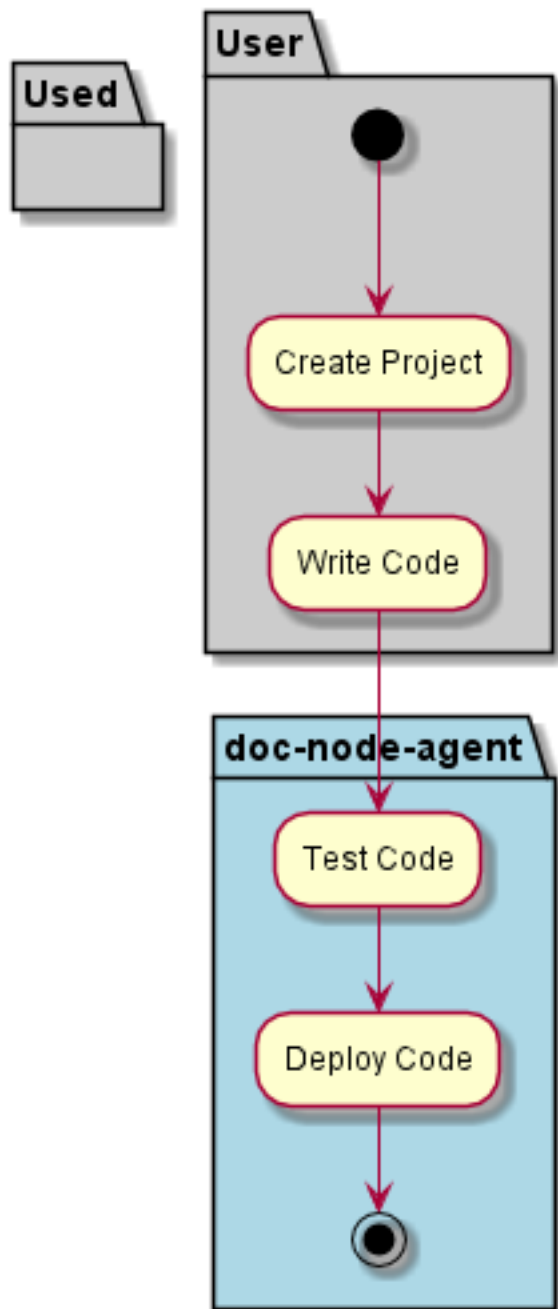 User
Used
Create Project
Write Code
doc-node-agent
Test Code
Deploy Code